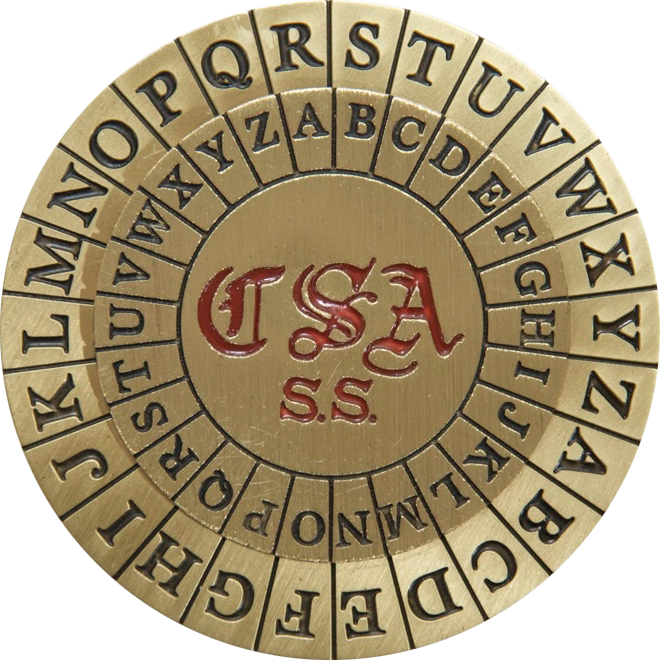 A B C D E F G H I J K L M N O P Q R S T U V W X Y Z
A B C D E F G H I J K L M N O P Q R S T U V W X Y Z
CSA
S.S.